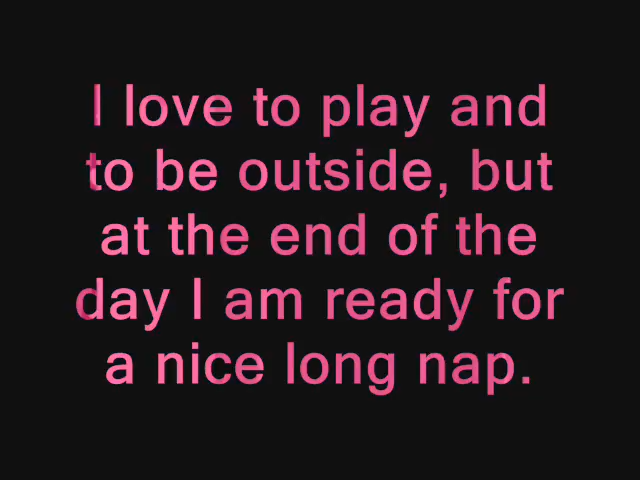 I love to play and
to be outside, but
at the end of the
day I am ready for
a nice long nap.